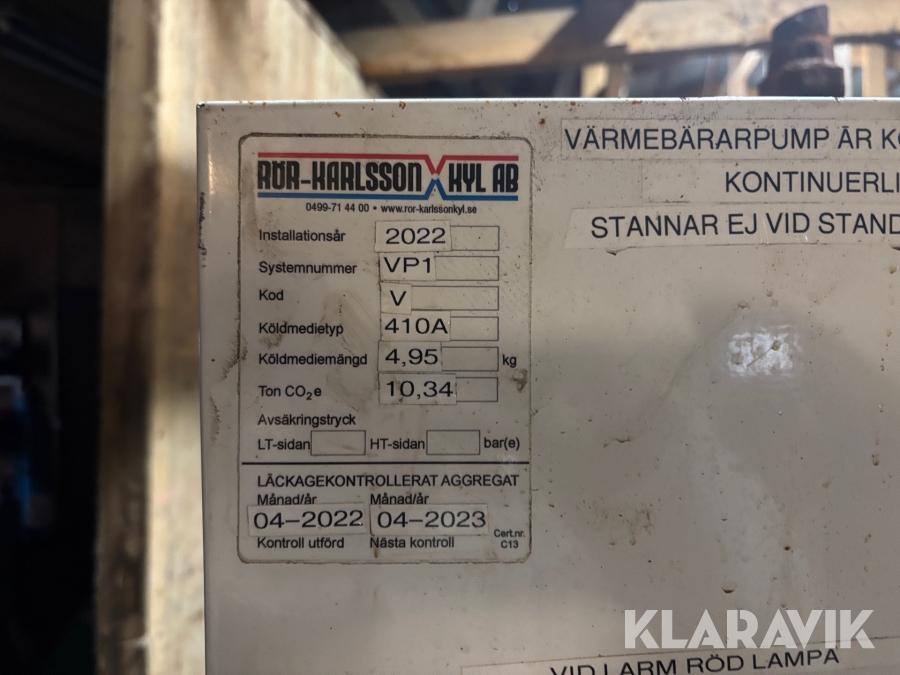 RÖR-KARLSSON KYL AB
0499-71 44 00 • www.ror-karlssonkyl.se
Installationsår 2022
Systemnummer VP1
Kod V
Köldmedietyp 410A
Köldmediemängd 4,95 kg
Ton CO₂e 10,34
Avsäkringstryck
LT-sidan HT-sidan bar(e)
LÄCKAGEKONTROLLERAT AGGREGAT
Månad/år Månad/år
04-2022 04-2023
Kontroll utförd Nästa kontroll Cert.nr.
C13
VÄRMEBÄRARPUMP ÄR K
KONTINUERLI
STANNAR EJ VID STAND
VID LARM RÖD LAMPA
KLARAVIK